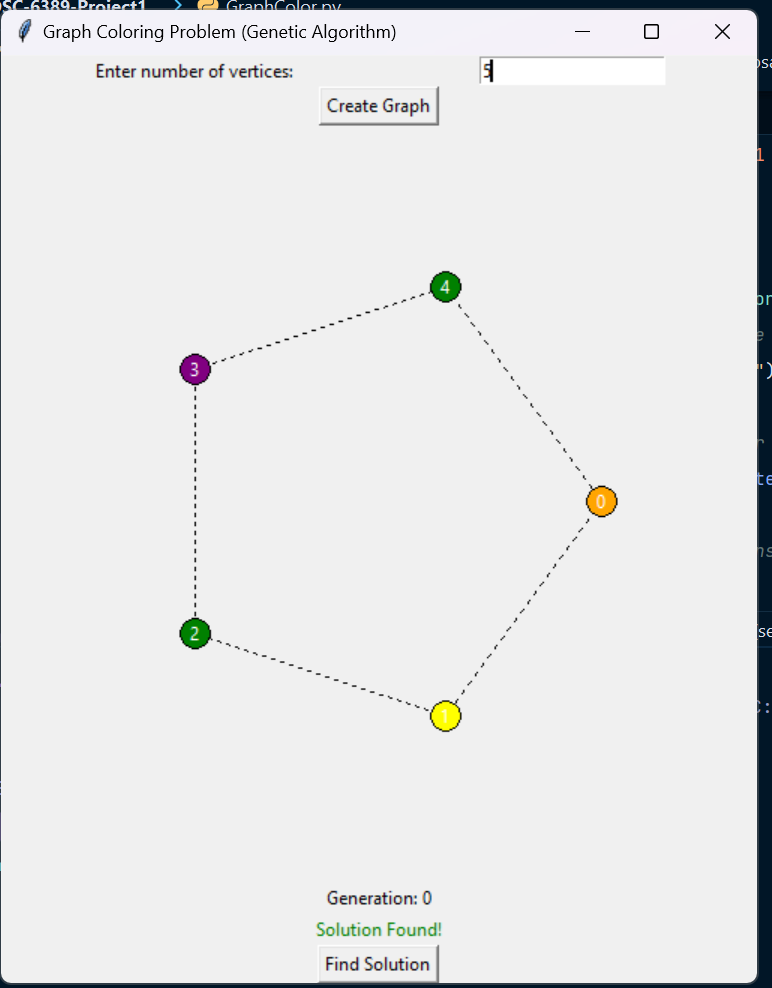 OSC-6389-Project1 > GraphColor.py
Graph Coloring Problem (Genetic Algorithm)
Enter number of vertices: 5
Create Graph
4
3
0
2
1
Generation: 0
Solution Found!
Find Solution